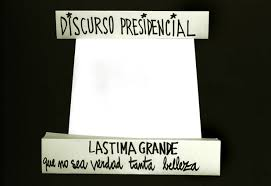 DISCURSO PRESIDENCIAL
LASTIMA GRANDE
que no sea verdad tanta belleza